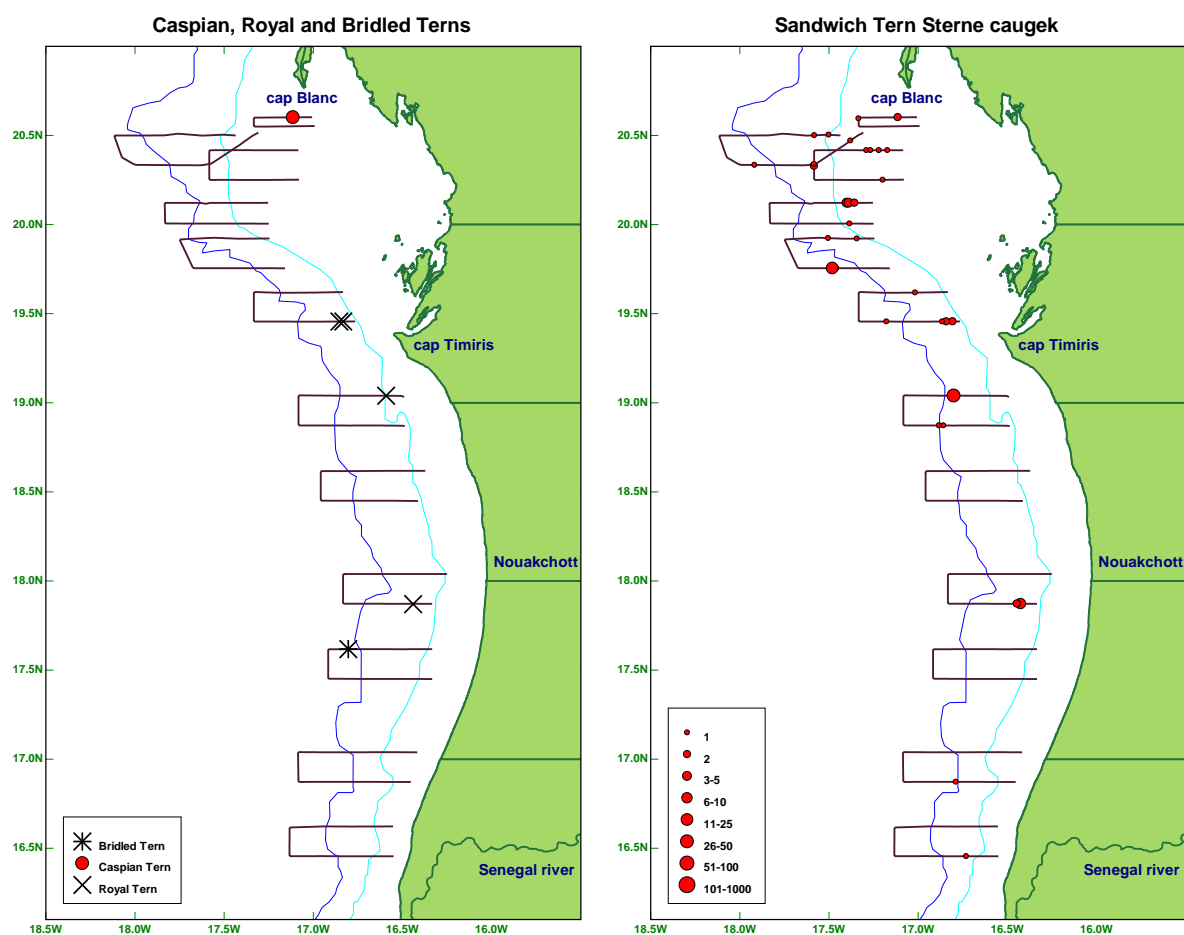 Caspian, Royal and Bridled Terns
cap Blanc
20.5N
20.0N
19.5N
cap Timiris
19.0N
18.5N
Nouakchott
18.0N
17.5N
17.0N
Bridled Tern
Caspian Tern
Royal Tern
16.5N
Senegal river
18.5W
18.0W
17.5W
17.0W
16.5W
16.0W
Sandwich Tern Sterne caugek
cap Blanc
20.5N
20.0N
19.5N
cap Timiris
19.0N
18.5N
Nouakchott
18.0N
17.5N
17.0N
1
2
3-5
6-10
11-25
26-50
51-100
101-1000
16.5N
Senegal river
18.5W
18.0W
17.5W
17.0W
16.5W
16.0W